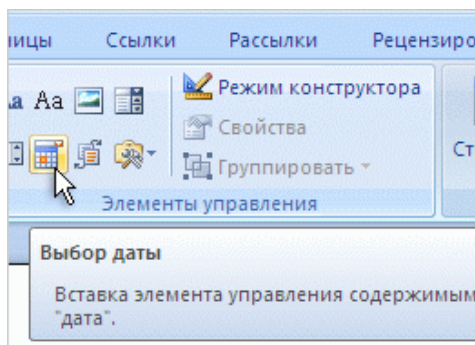 ницы Ссылки Рассылки Рецензиро
Aa Aa Режим конструктора
Свойства
Группировать
Ст
Элементы управления
Выбор даты
Вставка элемента управления содержимым
"дата".